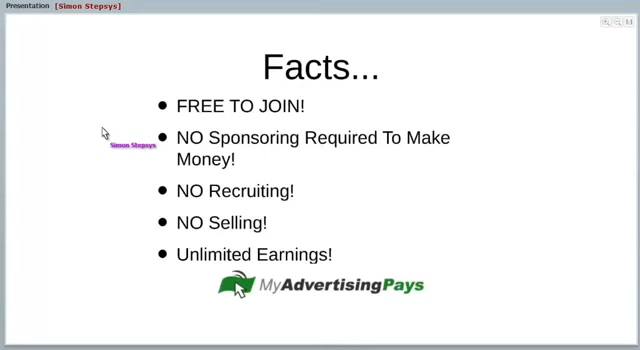 Presentation [Simon Stepsys]
Facts...
FREE TO JOIN!
NO Sponsoring Required To Make
Money!
Simon Stepsys
NO Recruiting!
NO Selling!
Unlimited Earnings!
MyAdvertisingPays